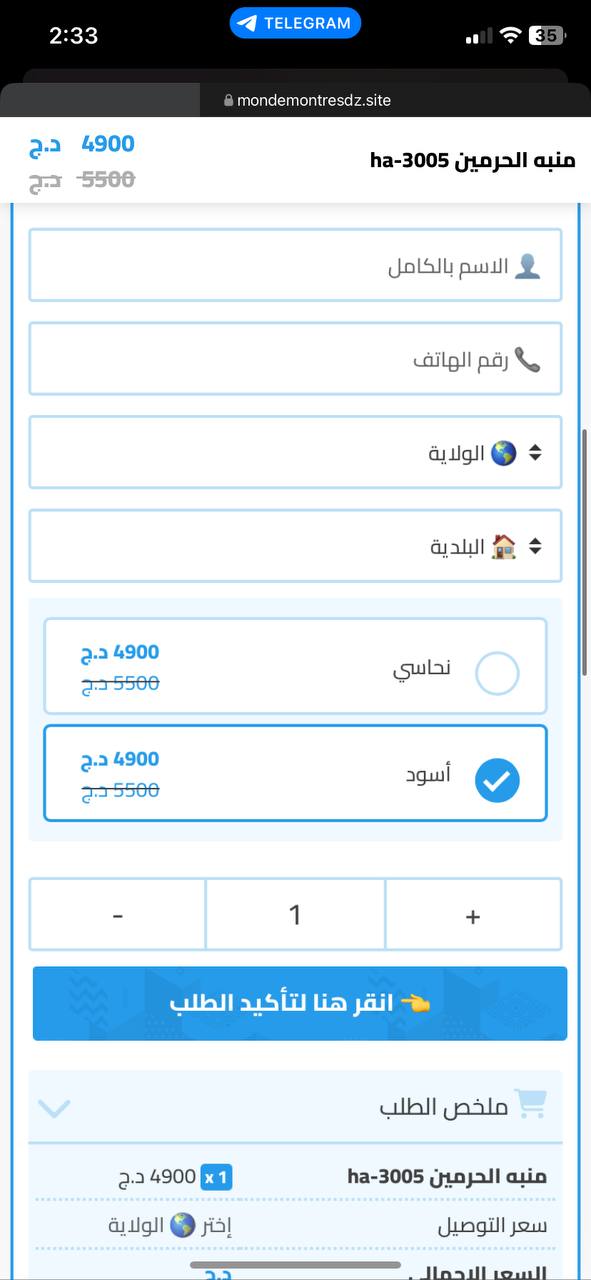 2:33
TELEGRAM
35
mondemontresdz.site
منبه الحرمين ha-3005
4900 د.ج
5500 د.ج
الاسم بالكامل
رقم الهاتف
الولاية
البلدية
نحاسي
4900 د.ج
5500 د.ج
أسود
4900 د.ج
5500 د.ج
+ 1 -
انقر هنا لتأكيد الطلب
ملخص الطلب
منبه الحرمين ha-3005 x 1 4900 د.ج
سعر التوصيل إختر الولاية
السعر الإجمالي د.ج